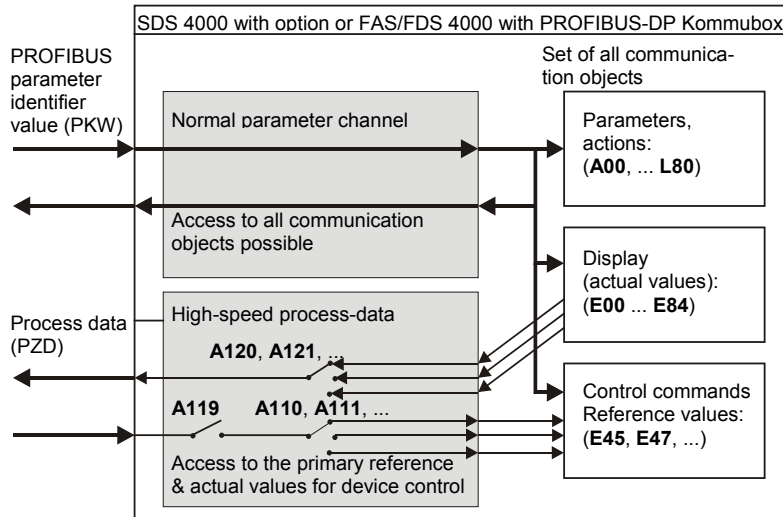 SDS 4000 with option or FAS/FDS 4000 with PROFIBUS-DP Kommubox
PROFIBUS
parameter
identifier
value (PKW)
Normal parameter channel
Access to all communication
objects possible
Set of all communica-
tion objects
Parameters,
actions:
(A00, ... L80)
Display
(actual values):
(E00 ... E84)
Process data
(PZD)
High-speed process-data
A120, A121, ...
A119
A110, A111, ...
Access to the primary reference
& actual values for device control
Control commands
Reference values:
(E45, E47, ...)